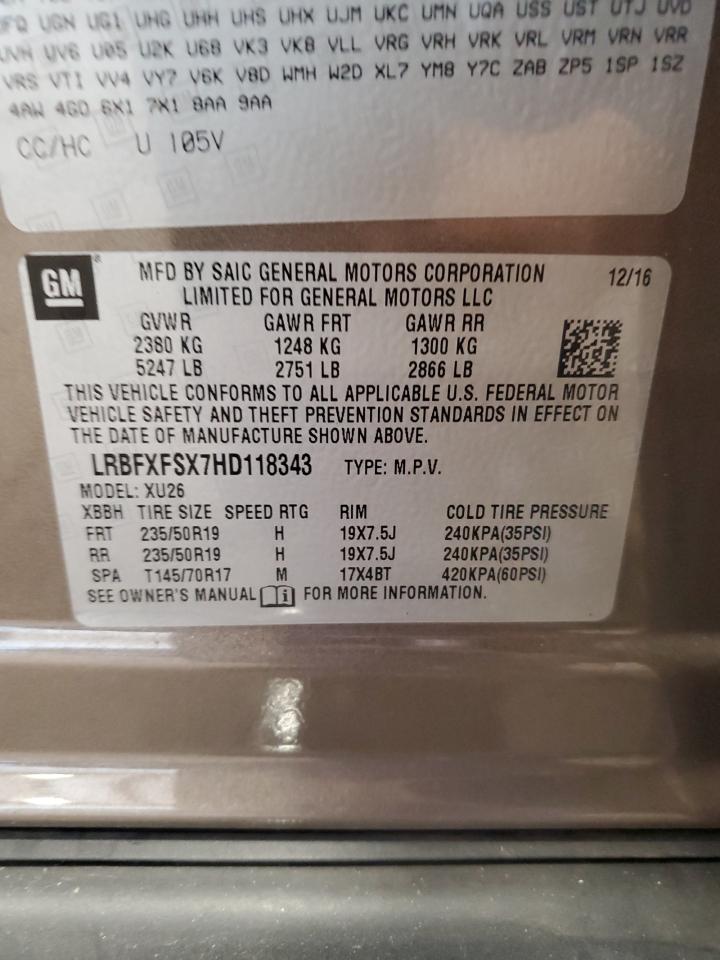 UFQ UGN UG1 UHG UHH UHS UHX UJM UKC UMN UQA USS UST UTJ UVD
UVH UV6 U05 U2K U68 VK3 VK8 VLL VRG VRH VRK VRL VRM VRN VRR
VRS VT1 VV4 VY7 V6K V8D WMH W2D XL7 YM8 Y7C ZAB ZP5 1SP 1SZ
4AW 4GD 6X1 7X1 8AA 9AA
CC/HC U 105V
GM
MFD BY SAIC GENERAL MOTORS CORPORATION 12/16
LIMITED FOR GENERAL MOTORS LLC
GVWR GAWR FRT GAWR RR
2380 KG 1248 KG 1300 KG
5247 LB 2751 LB 2866 LB
THIS VEHICLE CONFORMS TO ALL APPLICABLE U.S. FEDERAL MOTOR
VEHICLE SAFETY AND THEFT PREVENTION STANDARDS IN EFFECT ON
THE DATE OF MANUFACTURE SHOWN ABOVE.
LRBFXFSX7HD118343 TYPE: M.P.V.
MODEL: XU26
XBBH TIRE SIZE SPEED RTG RIM COLD TIRE PRESSURE
FRT 235/50R19 H 19X7.5J 240KPA(35PSI)
RR 235/50R19 H 19X7.5J 240KPA(35PSI)
SPA T145/70R17 M 17X4BT 420KPA(60PSI)
SEE OWNER'S MANUAL i FOR MORE INFORMATION.